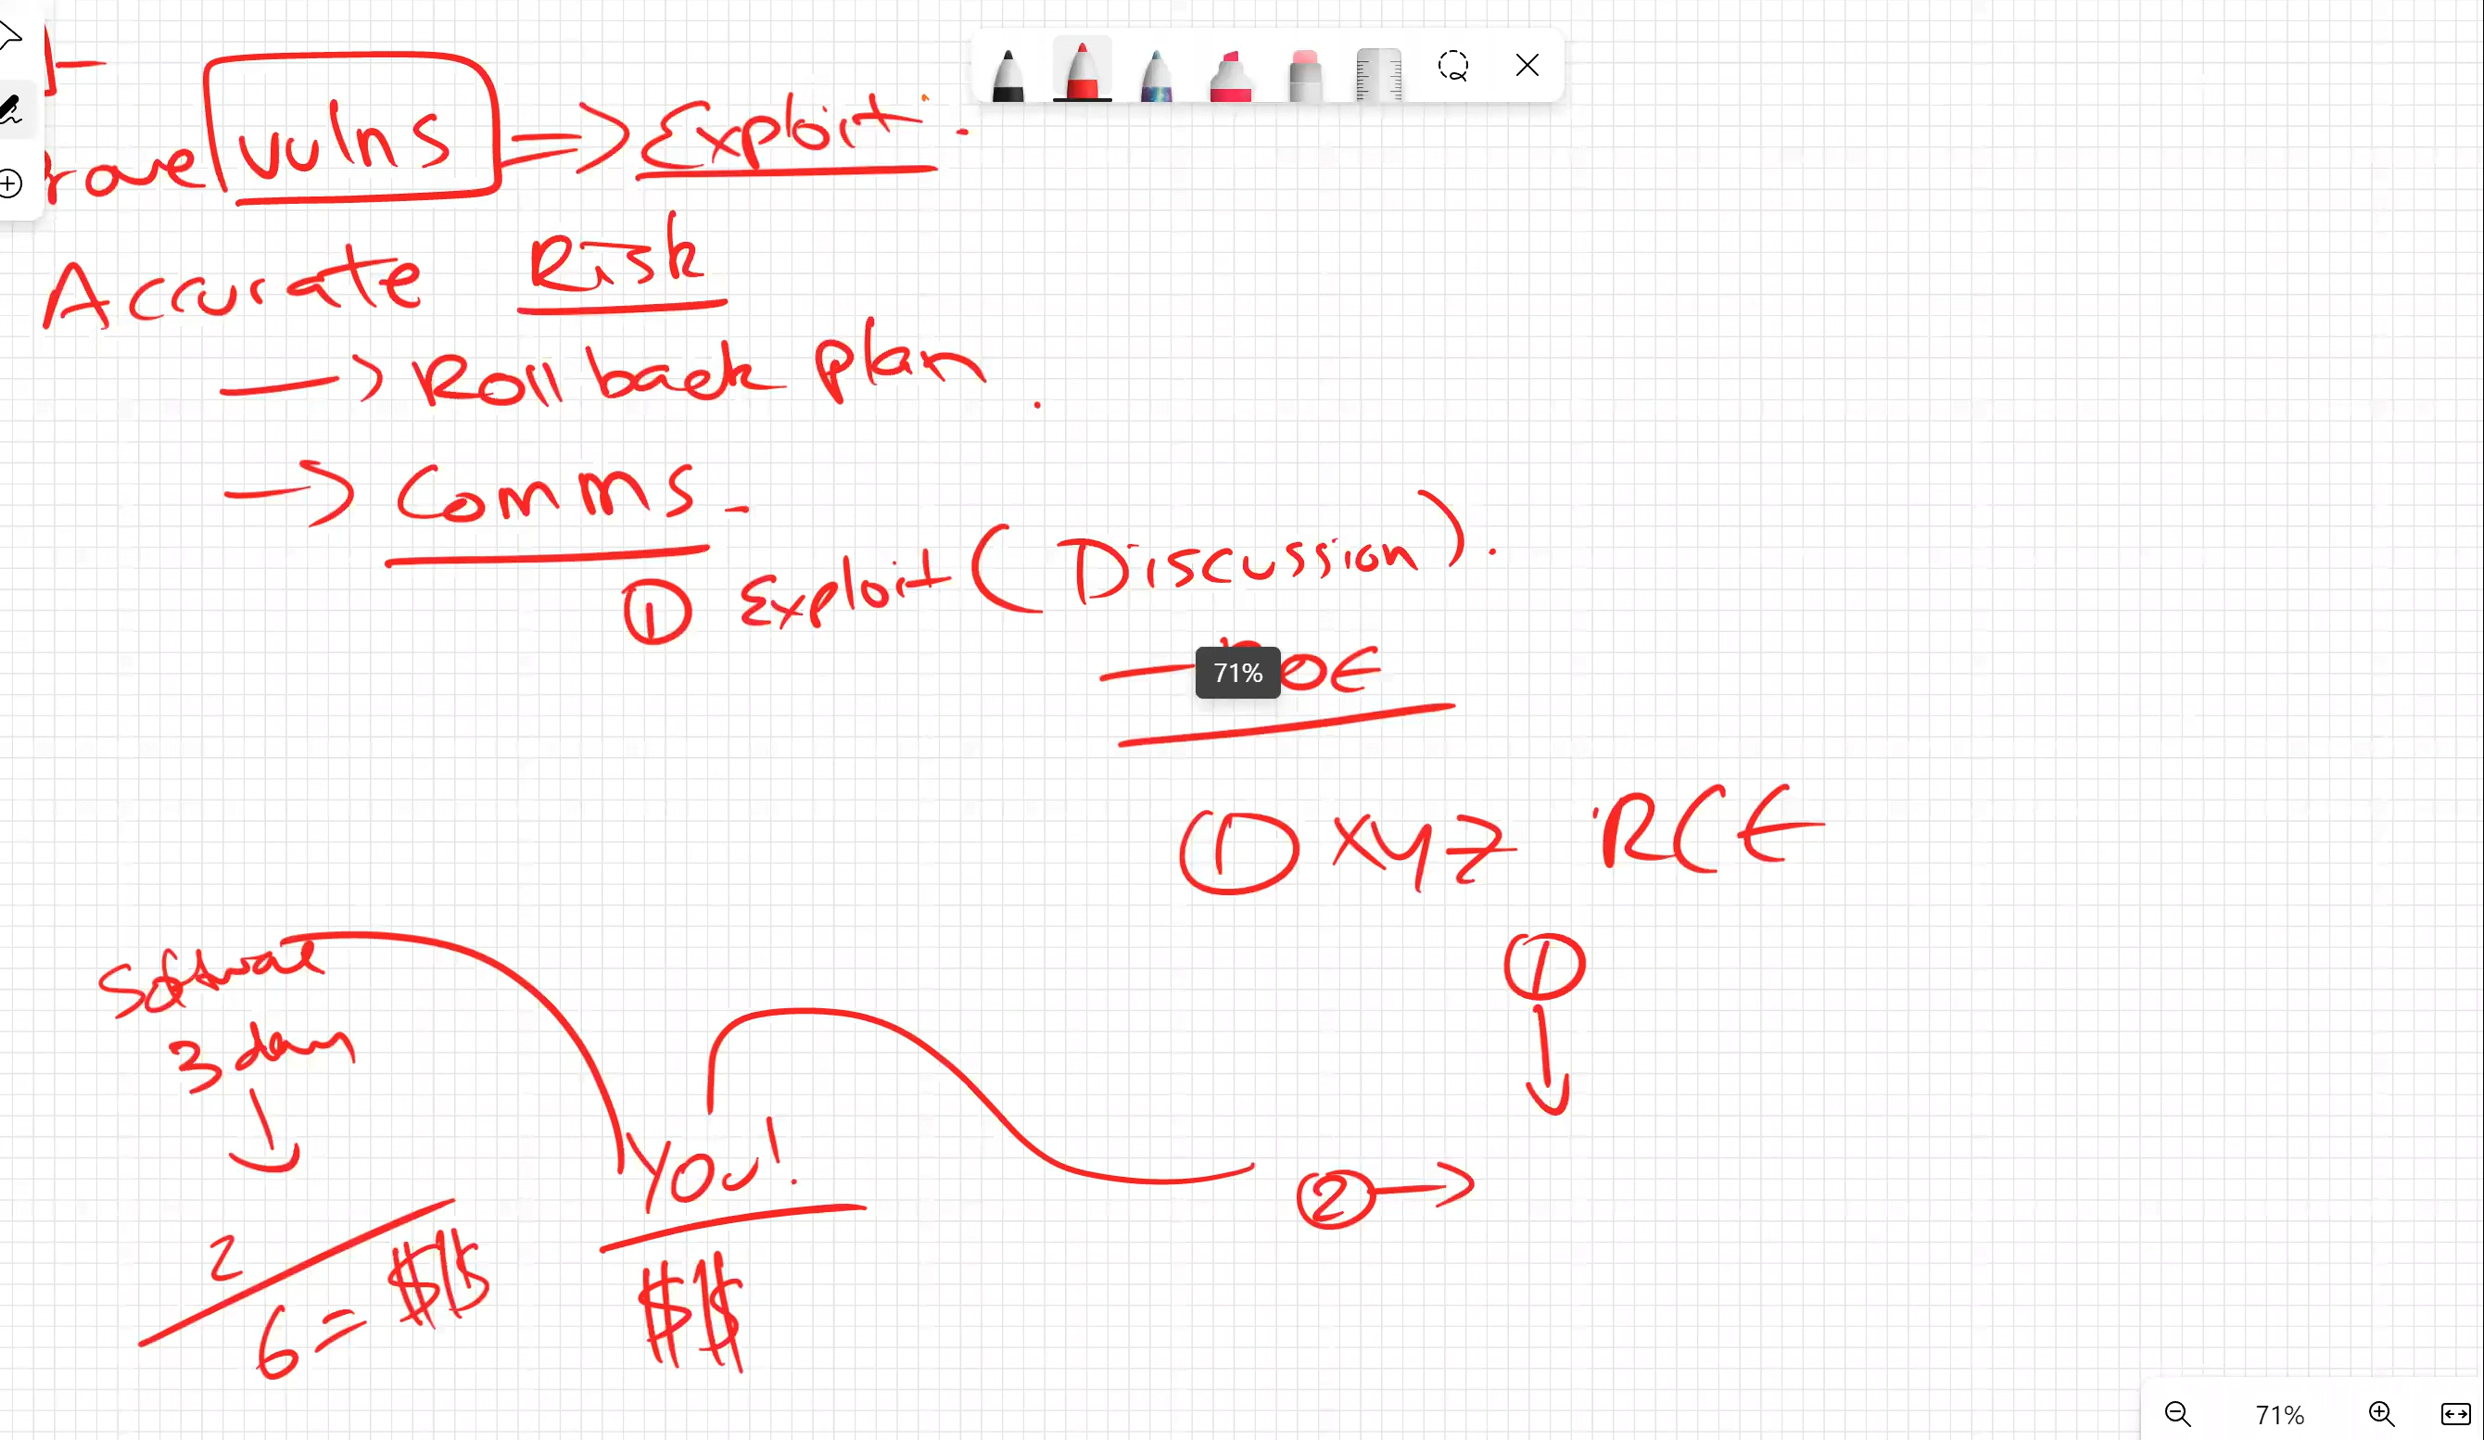 rove vulns => Exploit.
Accurate Risk
→ Roll back plan.
→ Comms.
① Exploit (Discussion).
71%
① xyz RCE
Software
①
3 days
You!
② →
2
6 = $$
$$
71%